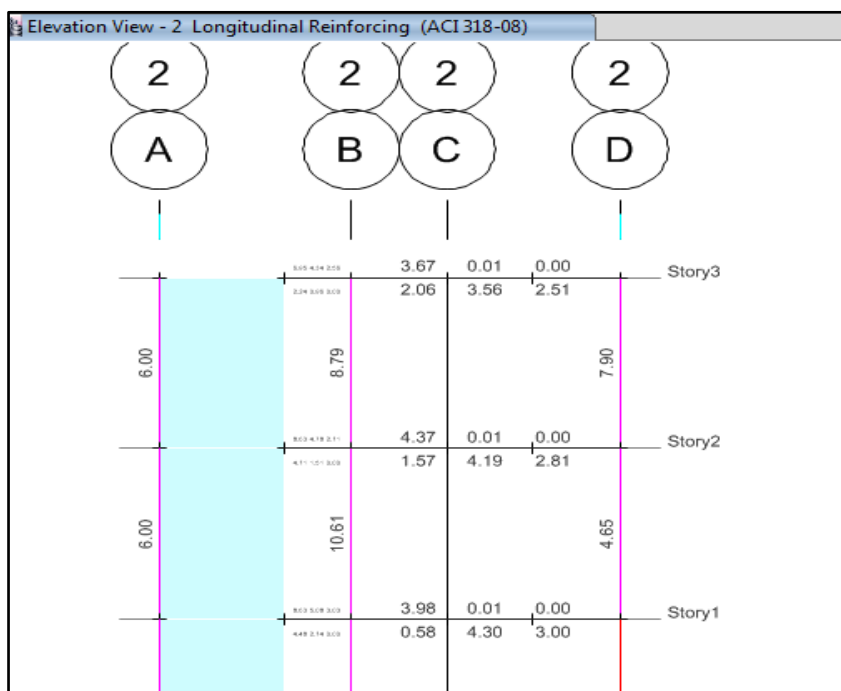 Elevation View - 2 Longitudinal Reinforcing (ACI 318-08)
2 2 2 2
A B C D
3.67 0.01 0.00
Story3
2.06 3.56 2.51
6.00 8.79 7.90
4.37 0.01 0.00
Story2
1.57 4.19 2.81
6.00 10.61 4.65
3.98 0.01 0.00
Story1
0.58 4.30 3.00